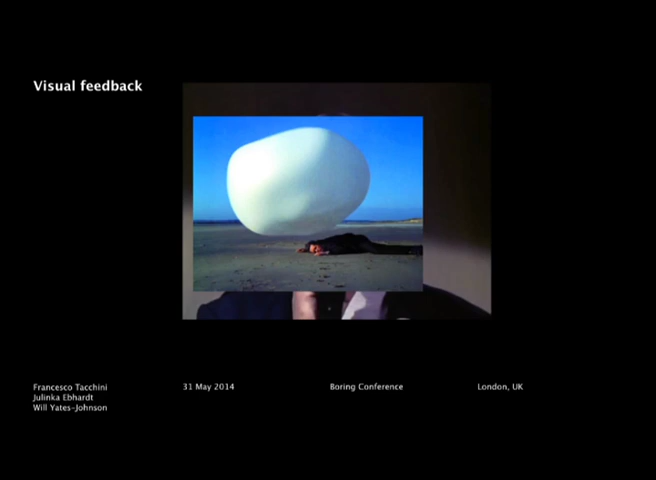 Visual feedback
Francesco Tacchini
Julinka Ebhardt
Will Yates-Johnson
31 May 2014
Boring Conference
London, UK